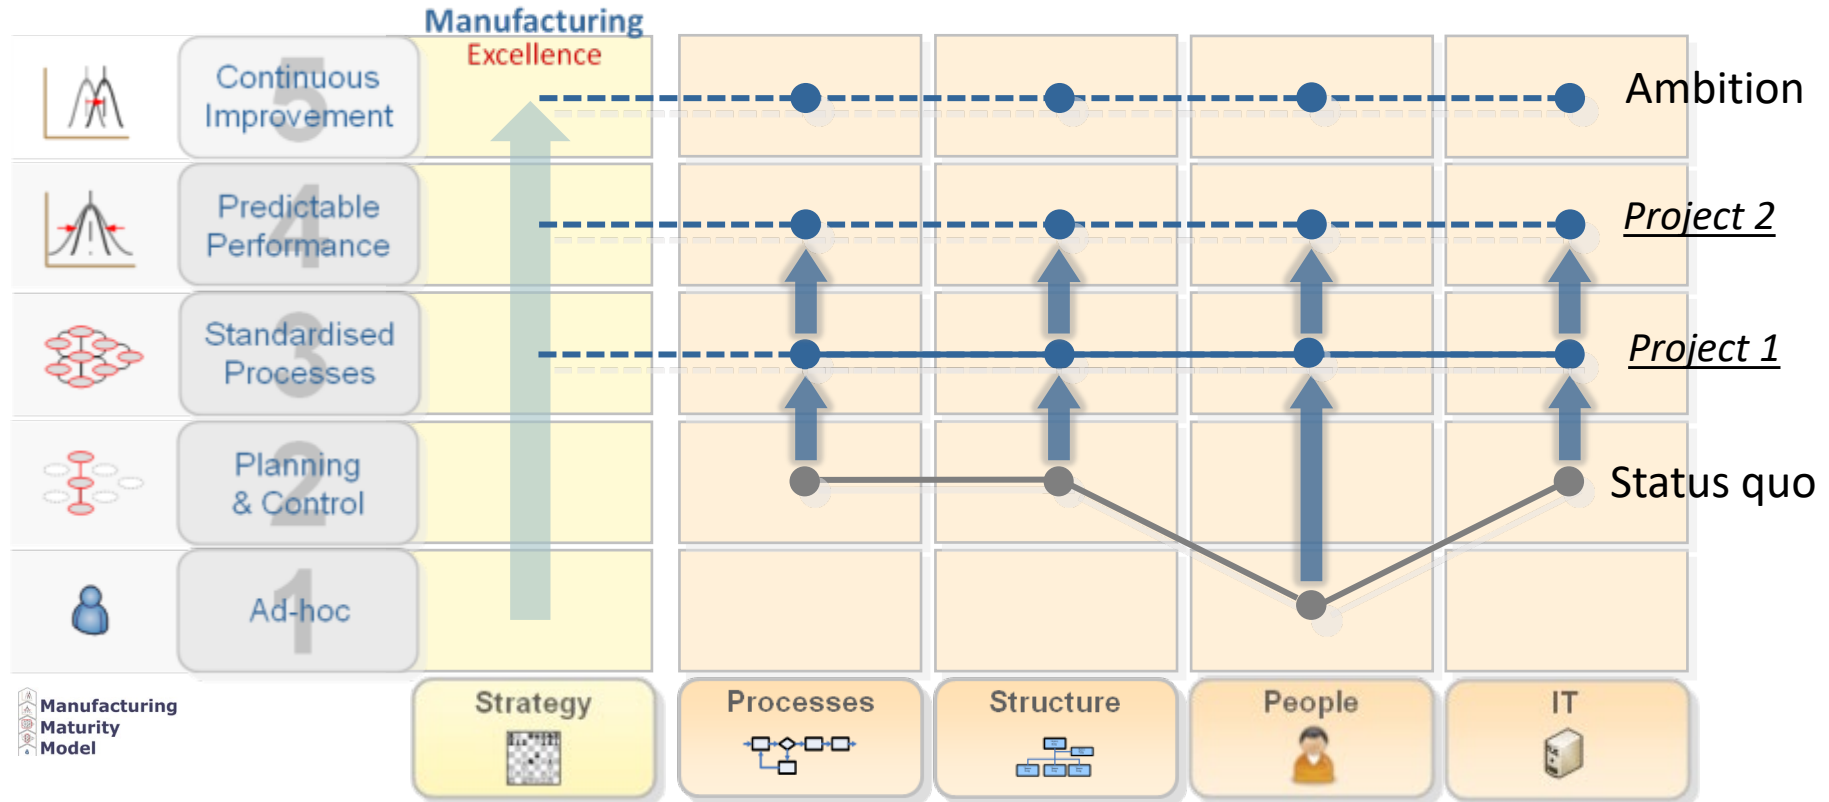 Manufacturing
Excellence
5
Continuous
Improvement
Ambition
4
Predictable
Performance
Project 2
3
Standardised
Processes
Project 1
2
Planning
& Control
Status quo
1
Ad-hoc
Manufacturing
Maturity
Model
Strategy
Processes
Structure
People
IT